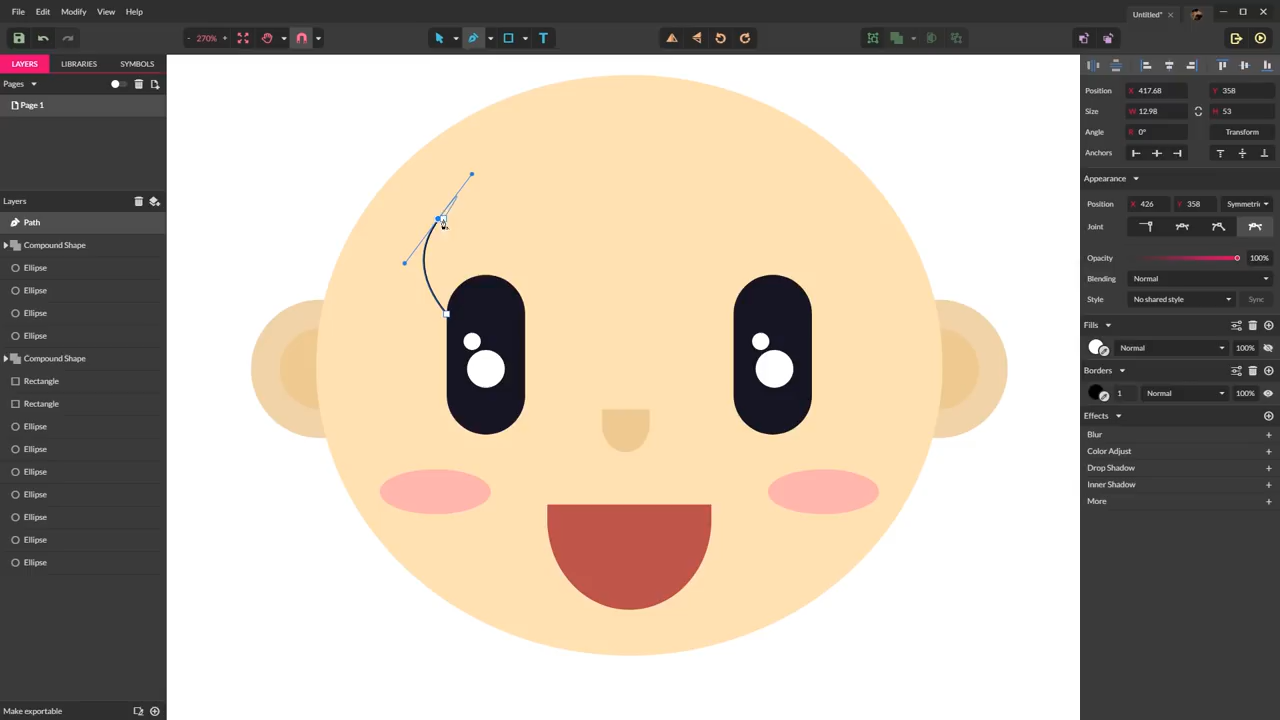 File Edit Modify View Help
Untitled* ×
- 270% +
T
LAYERS LIBRARIES SYMBOLS
Pages
Page 1
Layers
Path
Compound Shape
Ellipse
Ellipse
Ellipse
Ellipse
Compound Shape
Rectangle
Rectangle
Ellipse
Ellipse
Ellipse
Ellipse
Ellipse
Ellipse
Ellipse
Make exportable
Position X 417.68 Y 358
Size W 12.98 H 53
Angle R 0° Transform
Anchors
Appearance
Position X 426 Y 358 Symmetric
Joint
Opacity 100%
Blending Normal
Style No shared style Sync
Fills
Normal 100%
Borders
1 Normal 100%
Effects
Blur +
Color Adjust +
Drop Shadow +
Inner Shadow +
More +